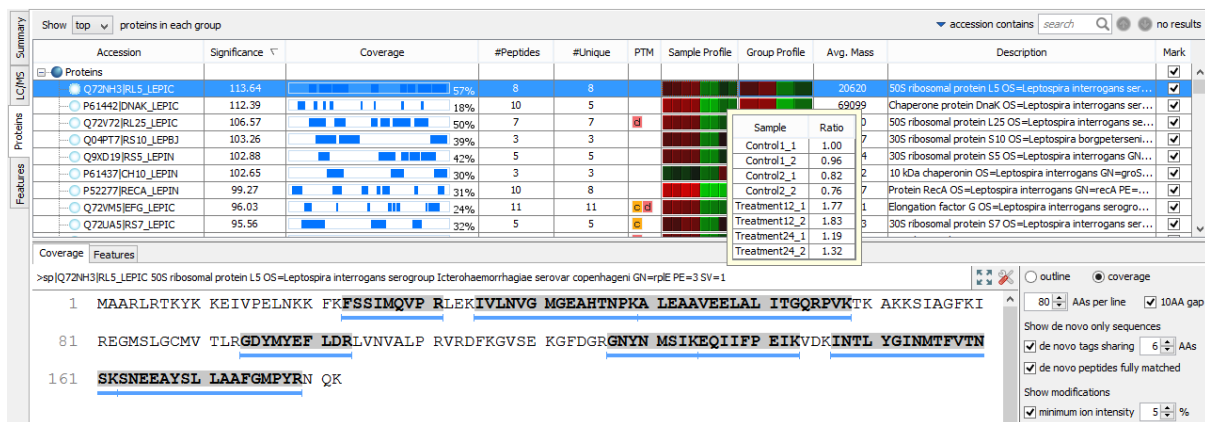 Summary
LC/MS
Proteins
Features
Show top proteins in each group
accession contains search no results
Accession Significance Coverage #Peptides #Unique PTM Sample Profile Group Profile Avg. Mass Description Mark
Proteins
Q72NH3|RL5_LEPIC 113.64 57% 8 8 20620 50S ribosomal protein L5 OS=Leptospira interrogans ser...
P61442|DNAK_LEPIC 112.39 18% 10 5 69099 Chaperone protein DnaK OS=Leptospira interrogans ser...
Q72V72|RL25_LEPIC 106.57 50% 7 7 d 50S ribosomal protein L25 OS=Leptospira interrogans se...
Q04PT7|RS10_LEPBJ 103.26 39% 3 3 30S ribosomal protein S10 OS=Leptospira borgpeterseni...
Q9XD19|RS5_LEPIN 102.88 42% 5 5 30S ribosomal protein S5 OS=Leptospira interrogans GN...
P61437|CH10_LEPIN 102.65 30% 3 3 10 kDa chaperonin OS=Leptospira interrogans GN=groS...
P52277|RECA_LEPIN 99.27 31% 10 8 Protein RecA OS=Leptospira interrogans GN=recA PE=...
Q72VM5|EFG_LEPIC 96.03 24% 11 11 c d Elongation factor G OS=Leptospira interrogans serogro...
Q72UA5|RS7_LEPIC 95.56 32% 5 5 c 30S ribosomal protein S7 OS=Leptospira interrogans ser...
Sample Ratio
Control1_1 1.00
Control1_2 0.96
Control2_1 0.82
Control2_2 0.76
Treatment12_1 1.77
Treatment12_2 1.83
Treatment24_1 1.19
Treatment24_2 1.32
Coverage Features
>sp|Q72NH3|RL5_LEPIC 50S ribosomal protein L5 OS=Leptospira interrogans serogroup Icterohaemorrhagiae serovar copenhageni GN=rplE PE=3 SV=1
1 MAARLRTKYK KEIVPELNKK FKFSSIMQVP RLEKIVLNVG MGEAHTNPKA LEAAVEELAL ITGQRPVKTK AKKSIAGFKI
81 REGMSLGCMV TLRGDYMYEF LDRLVNVALP RVRDFKGVSE KGFDGRGNYN MSIKEQIIFP EIKVDKINTL YGINMTFVTN
161 SKSNEEAYSL LAAFGMPYRN QK
outline coverage
80 AAs per line 10AA gap
Show de novo only sequences
de novo tags sharing 6 AAs
de novo peptides fully matched
Show modifications
minimum ion intensity 5 %